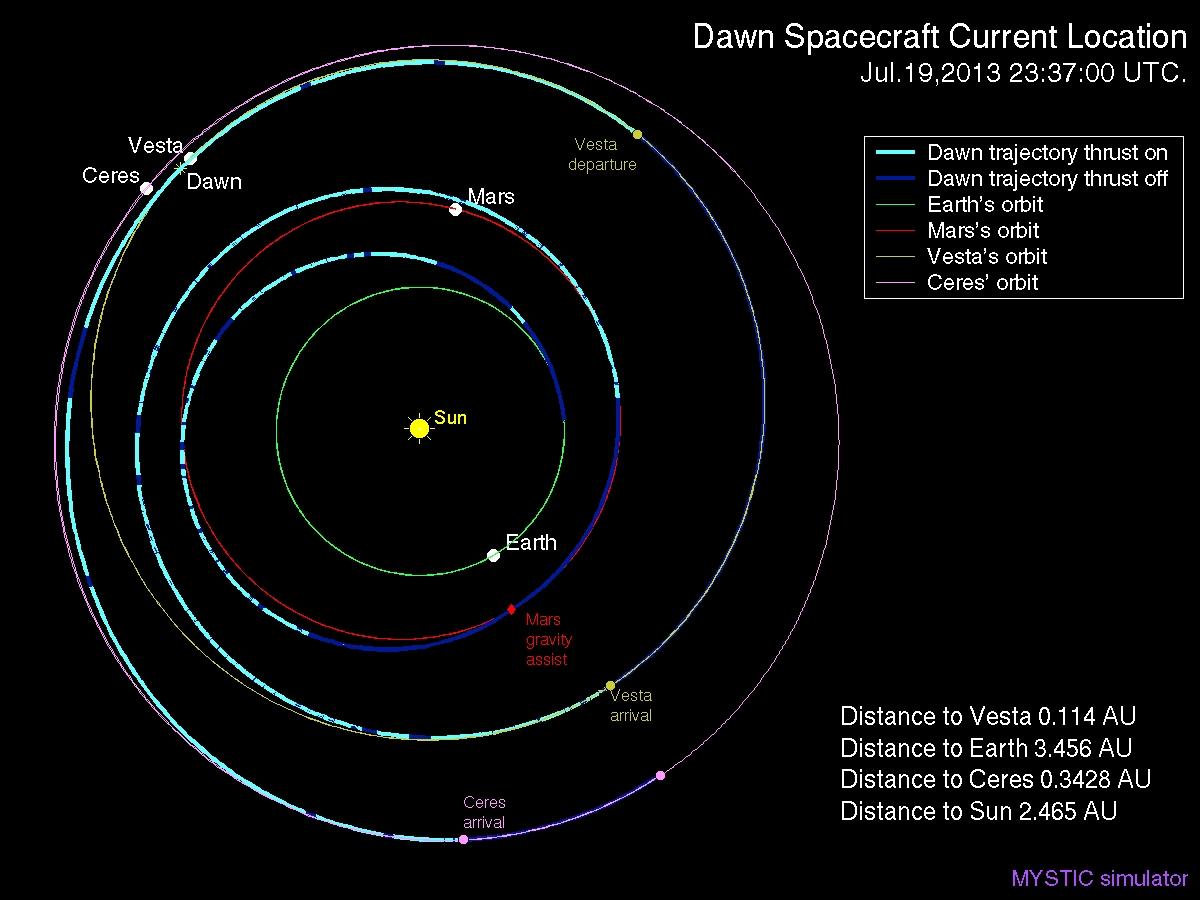 Dawn Spacecraft Current Location
Jul.19,2013 23:37:00 UTC.
Dawn trajectory thrust on
Dawn trajectory thrust off
Earth's orbit
Mars's orbit
Vesta's orbit
Ceres' orbit
Vesta
departure
Vesta
Ceres
Dawn
Mars
Sun
Earth
Mars
gravity
assist
Vesta
arrival
Ceres
arrival
Distance to Vesta 0.114 AU
Distance to Earth 3.456 AU
Distance to Ceres 0.3428 AU
Distance to Sun 2.465 AU
MYSTIC simulator